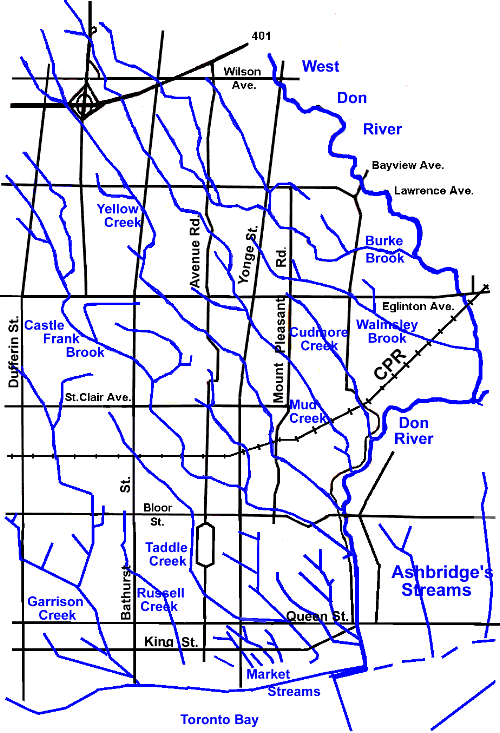 401
West
Wilson
Ave.
Don
River
Bayview Ave.
Lawrence Ave.
Yellow
Creek
Avenue Rd.
Yonge St.
Burke
Brook
Rd.
Eglinton Ave.
Dufferin St.
Castle
Frank
Brook
Mount Pleasant
Cudmore
Creek
Walmsley
Brook
CPR
St.Clair Ave.
Mud
Creek
Don
River
St.
Bloor
St.
Taddle
Creek
Ashbridge's
Streams
Bathurst
Russell
Creek
Garrison
Creek
Queen St.
King St.
Market
Streams
Toronto Bay